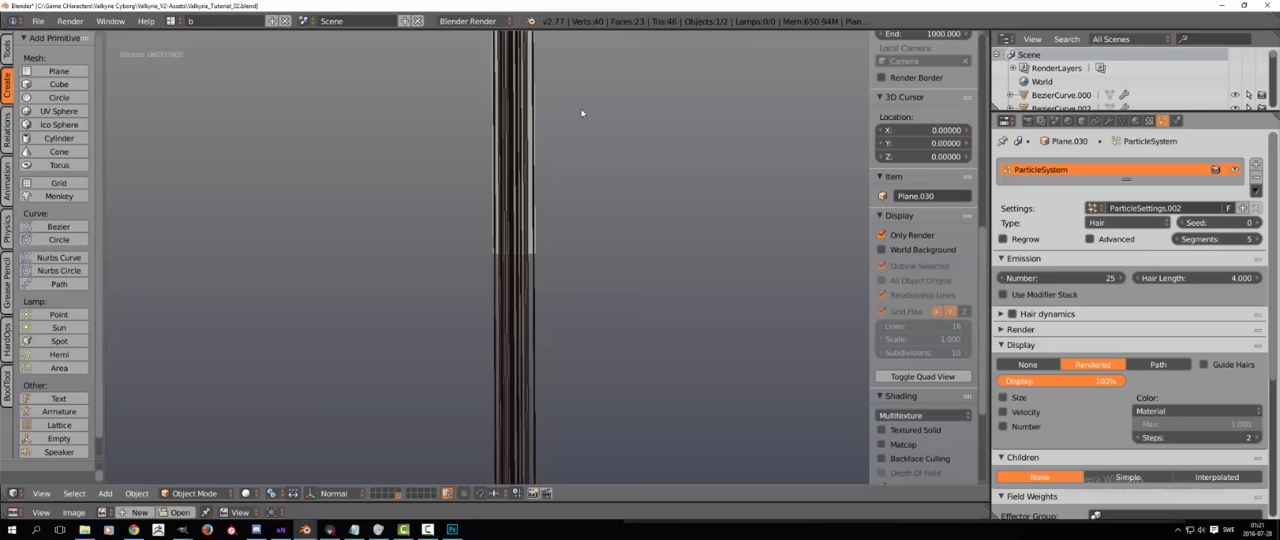 Blender* [C:\Game CHaracters\Valkyrie Cyborg\Valkyrie_V2-Assets\Valkyrie_Tutorial_02.blend]
File Render Window Help b F Scene Blender Render v2.77 | Verts:40 | Faces:23 | Tris:46 | Objects:1/2 | Lamps:0/0 | Mem:650.94M | Plan...
Add Primitive
Mesh:
Plane
Cube
Circle
UV Sphere
Ico Sphere
Cylinder
Cone
Torus
Grid
Monkey
Curve:
Bezier
Circle
Nurbs Curve
Nurbs Circle
Path
Lamp:
Point
Sun
Spot
Hemi
Area
Other:
Text
Armature
Lattice
Empty
Speaker
Tools
Create
Relations
Animation
Physics
Grease Pencil
HardOps
BoolTool
End: 1000.000
Local Camera:
Camera
Render Border
3D Cursor
Location:
X: 0.00000
Y: 0.00000
Z: 0.00000
Item
Plane.030
Display
Only Render
World Background
Outline Selected
All Object Origins
Relationship Lines
Grid Floo X Y Z
Lines: 16
Scale: 1.000
Subdivisions: 10
Toggle Quad View
Shading
Multitexture
Textured Solid
Matcap
Backface Culling
Depth Of Field
View Search All Scenes
Scene
RenderLayers
World
BezierCurve.000
BezierCurve.002
Plane.030 ParticleSystem
ParticleSystem
Settings: ParticleSettings.002 F
Type: Hair Seed: 0
Regrow Advanced Segments: 5
Emission
Number: 25 Hair Length: 4.000
Use Modifier Stack
Hair dynamics
Render
Display
None Rendered Path Guide Hairs
Display: 100%
Size Color:
Velocity Material
Number Max: 1.000
Steps: 2
Children
None Simple Interpolated
Field Weights
Effector Group:
View Select Add Object Object Mode Normal
View Image New Open View
SWE
01:21
2016-07-28